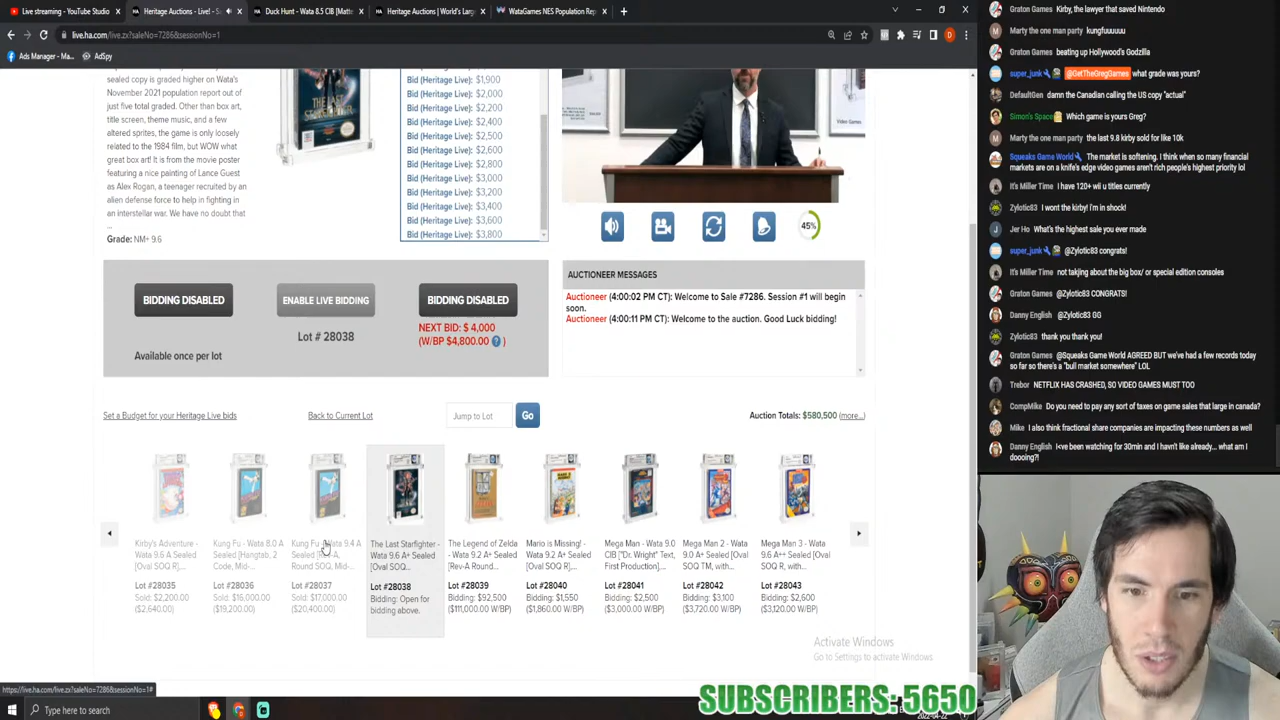 Live streaming - YouTube Studio
Heritage Auctions - Live! - Sa
Duck Hunt - Wata 8.5 CIB [Matte
Heritage Auctions | World's Larg
WataGames NES Population Rep
live.ha.com/live.zx?saleNo=7286&sessionNo=1
Ads Manager - Ma...
AdSpy
sealed copy is graded higher on Wata's
November 2021 population report out of
just five total graded. Other than box art,
title screen, theme music, and a few
altered sprites, the game is only loosely
related to the 1984 film, but WOW what
great box art! It is from the movie poster
featuring a nice painting of Lance Guest
as Alex Rogan, a teenager recruited by an
alien defense force to help in fighting in
an interstellar war. We have no doubt that
...
Grade: NM+ 9.6
Bid (Heritage Live): $1,900
Bid (Heritage Live): $2,000
Bid (Heritage Live): $2,200
Bid (Heritage Live): $2,400
Bid (Heritage Live): $2,500
Bid (Heritage Live): $2,600
Bid (Heritage Live): $2,800
Bid (Heritage Live): $3,000
Bid (Heritage Live): $3,200
Bid (Heritage Live): $3,400
Bid (Heritage Live): $3,600
Bid (Heritage Live): $3,800
45%
BIDDING DISABLED
ENABLE LIVE BIDDING
BIDDING DISABLED
Lot # 28038
NEXT BID: $ 4,000
(W/BP $4,800.00 ?)
Available once per lot
AUCTIONEER MESSAGES
Auctioneer (4:00:02 PM CT): Welcome to Sale #7286. Session #1 will begin
soon.
Auctioneer (4:00:11 PM CT): Welcome to the auction. Good Luck bidding!
Set a Budget for your Heritage Live bids
Back to Current Lot
Jump to Lot
Go
Auction Totals: $580,500 (more...)
Kirby's Adventure -
Wata 9.6 A Sealed
[Oval SOQ R]...
Lot #28035
Sold: $2,200.00
($2,640.00)
Kung Fu - Wata 8.0 A
Sealed [Hangtab, 2
Code, Mid-...
Lot #28036
Sold: $16,000.00
($19,200.00)
Kung Fu - Wata 9.4 A
Sealed [Rev-A,
Round SOQ, Mid-...
Lot #28037
Sold: $17,000.00
($20,400.00)
The Last Starfighter -
Wata 9.6 A+ Sealed
[Oval SOQ...
Lot #28038
Bidding: Open for
bidding above.
The Legend of Zelda
- Wata 9.2 A+ Sealed
[Rev-A Round...
Lot #28039
Bidding: $92,500
($111,000.00 W/BP)
Mario is Missing! -
Wata 9.2 A+ Sealed
[Oval SOQ R]...
Lot #28040
Bidding: $1,550
($1,860.00 W/BP)
Mega Man - Wata 9.0
CIB ["Dr. Wright" Text,
First Production]...
Lot #28041
Bidding: $2,500
($3,000.00 W/BP)
Mega Man 2 - Wata
9.0 A+ Sealed [Oval
SOQ TM, with...
Lot #28042
Bidding: $3,100
($3,720.00 W/BP)
Mega Man 3 - Wata
9.6 A++ Sealed [Oval
SOQ R, with...
Lot #28043
Bidding: $2,600
($3,120.00 W/BP)
Activate Windows
Go to Settings to activate Windows
https://live.ha.com/live.zx?saleNo=7286&sessionNo=1#
Type here to search
SUBSCRIBERS: 5650
Graton Games Kirby, the lawyer that saved Nintendo
Marty the one man party kungfuuuuu
Graton Games beating up Hollywood's Godzilla
super_junk @GetTheGregGames what grade was yours?
DefaultGen damn the Canadian calling the US copy "actual"
Simon's Space Which game is yours Greg?
Marty the one man party the last 9.8 kirby sold for like 10k
Squeaks Game World The market is softening. I think when so many financial
markets are on a knife's edge video games aren't rich people's highest priority lol
It's Miller Time I have 120+ wii u titles currently
Zylotic83 I wont the kirby! I'm in shock!
Jer Ho What's the highest sale you ever made
super_junk @Zylotic83 congrats!
It's Miller Time not takjing about the big box/ or special edition consoles
Graton Games @Zylotic83 CONGRATS!
Danny English @Zylotic83 GG
Zylotic83 thank you thank you!
Graton Games @Squeaks Game World AGREED BUT we've had a few records today
so far so there's a "bull market somewhere" LOL
Trebor NETFLIX HAS CRASHED, SO VIDEO GAMES MUST TOO
CompMike Do you need to pay any sort of taxes on game sales that large in canada?
Mike I also think fractional share companies are impacting these numbers as well
Danny English I<ve been watching for 30min and I havn't like already... what am I
doooing?!